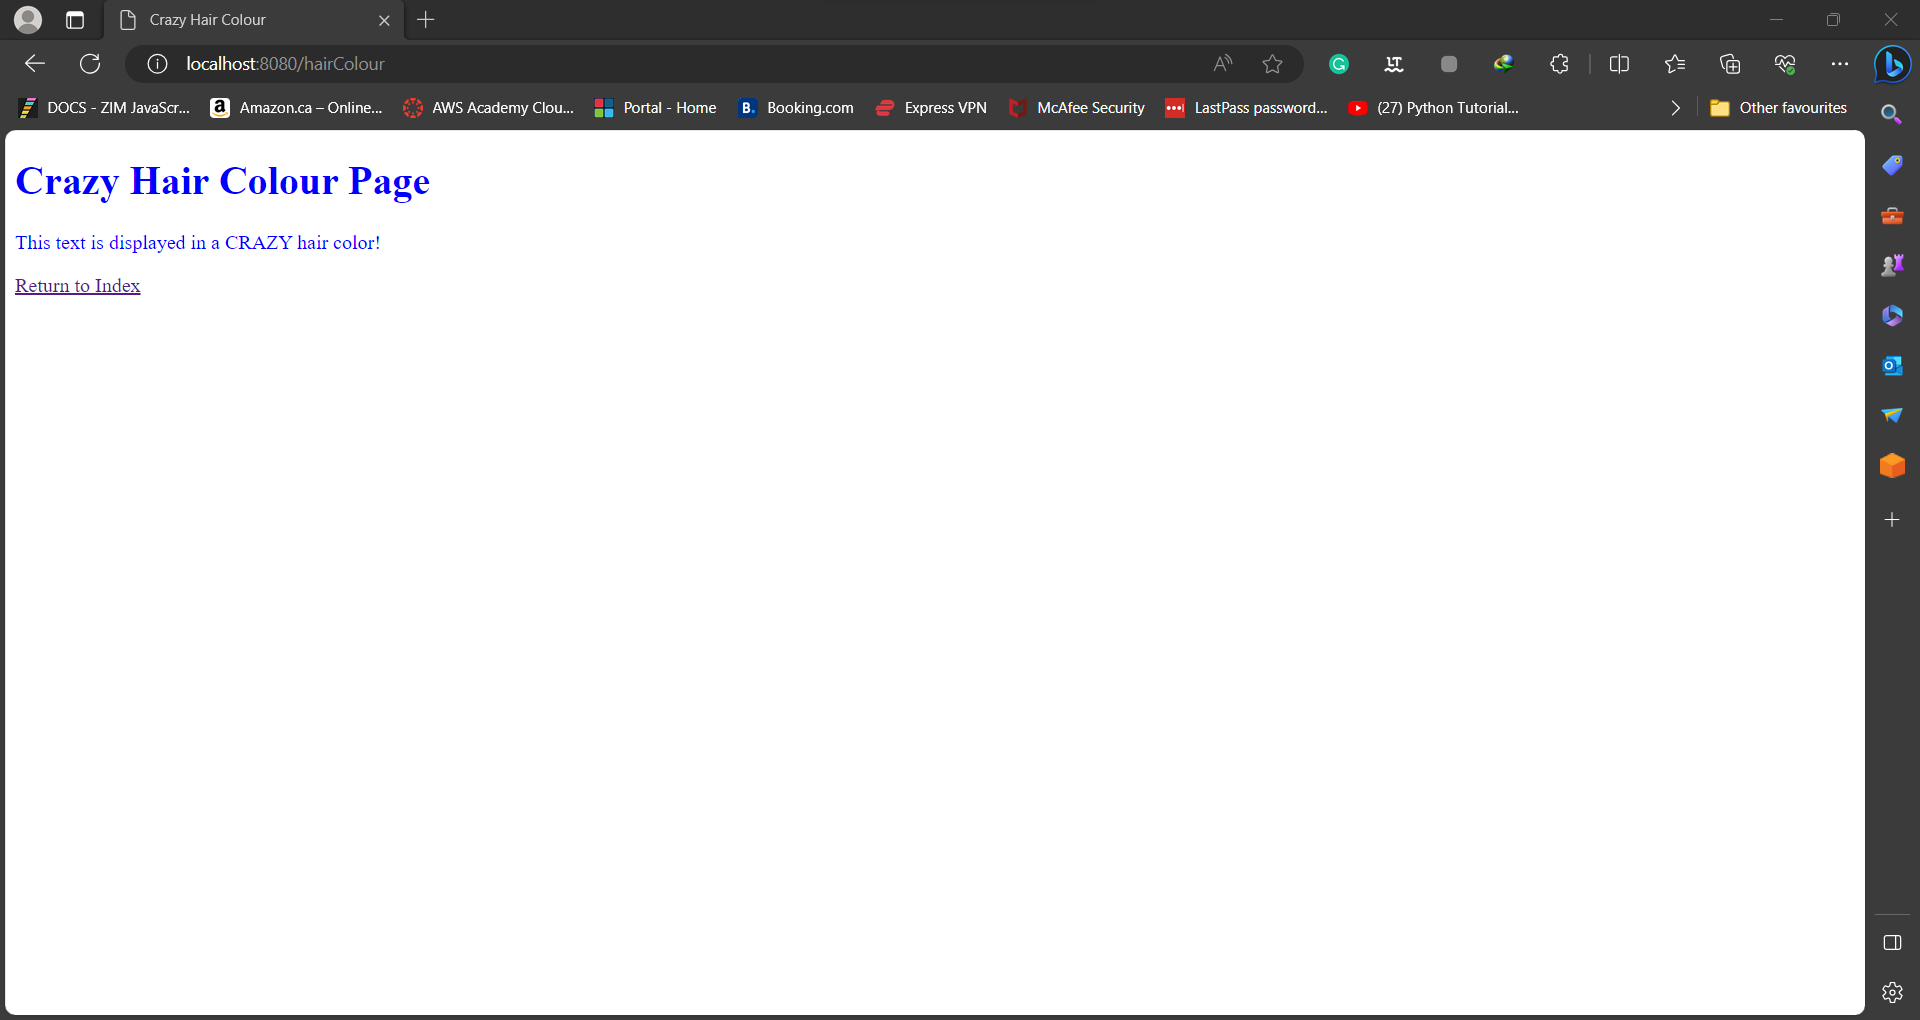 Crazy Hair Colour
localhost:8080/hairColour
DOCS - ZIM JavaScr... Amazon.ca – Online... AWS Academy Clou... Portal - Home Booking.com Express VPN McAfee Security LastPass password... (27) Python Tutorial... Other favourites
Crazy Hair Colour Page
This text is displayed in a CRAZY hair color!
Return to Index